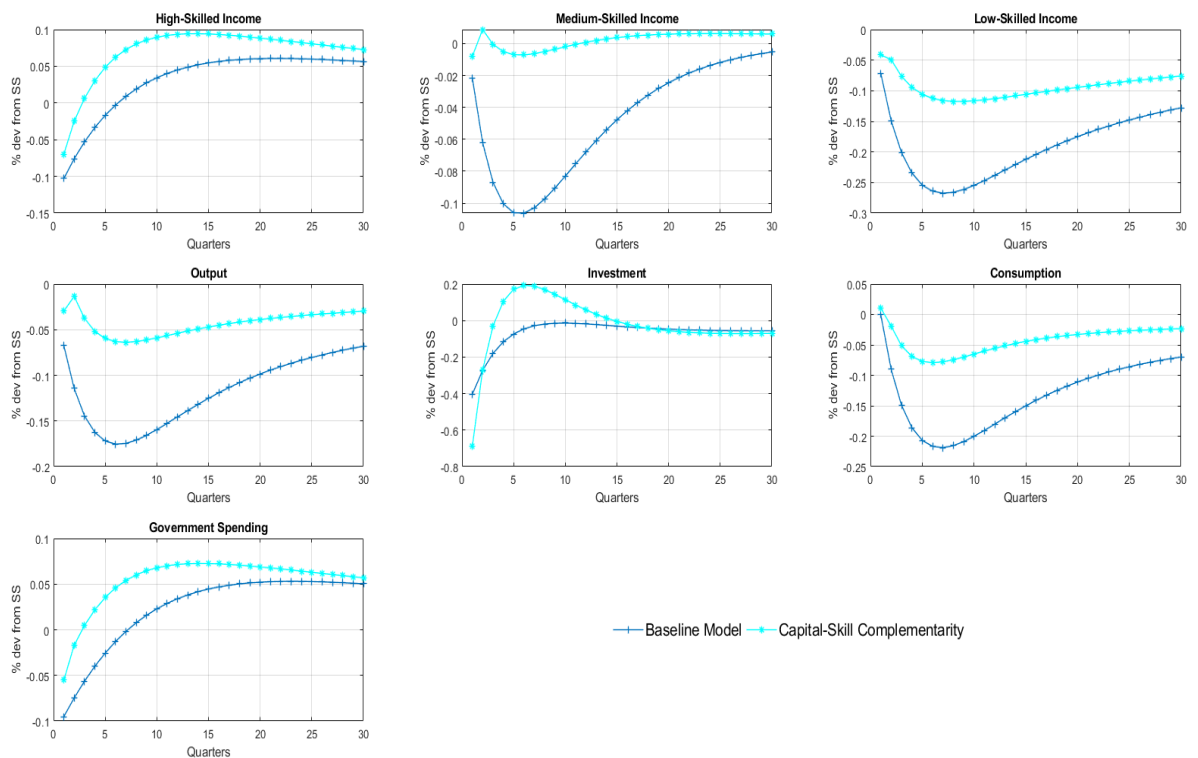 High-Skilled Income
% dev from SS
0.1
0.05
0
-0.05
-0.1
-0.15
0 5 10 15 20 25 30
Quarters
Medium-Skilled Income
% dev from SS
0
-0.02
-0.04
-0.06
-0.08
-0.1
0 5 10 15 20 25 30
Quarters
Low-Skilled Income
% dev from SS
0
-0.05
-0.1
-0.15
-0.2
-0.25
-0.3
0 5 10 15 20 25 30
Quarters
Output
% dev from SS
0
-0.05
-0.1
-0.15
-0.2
0 5 10 15 20 25 30
Quarters
Investment
% dev from SS
0.2
0
-0.2
-0.4
-0.6
-0.8
0 5 10 15 20 25 30
Quarters
Consumption
% dev from SS
0.05
0
-0.05
-0.1
-0.15
-0.2
-0.25
0 5 10 15 20 25 30
Quarters
Government Spending
% dev from SS
0.1
0.05
0
-0.05
-0.1
0 5 10 15 20 25 30
Quarters
Baseline Model Capital-Skill Complementarity